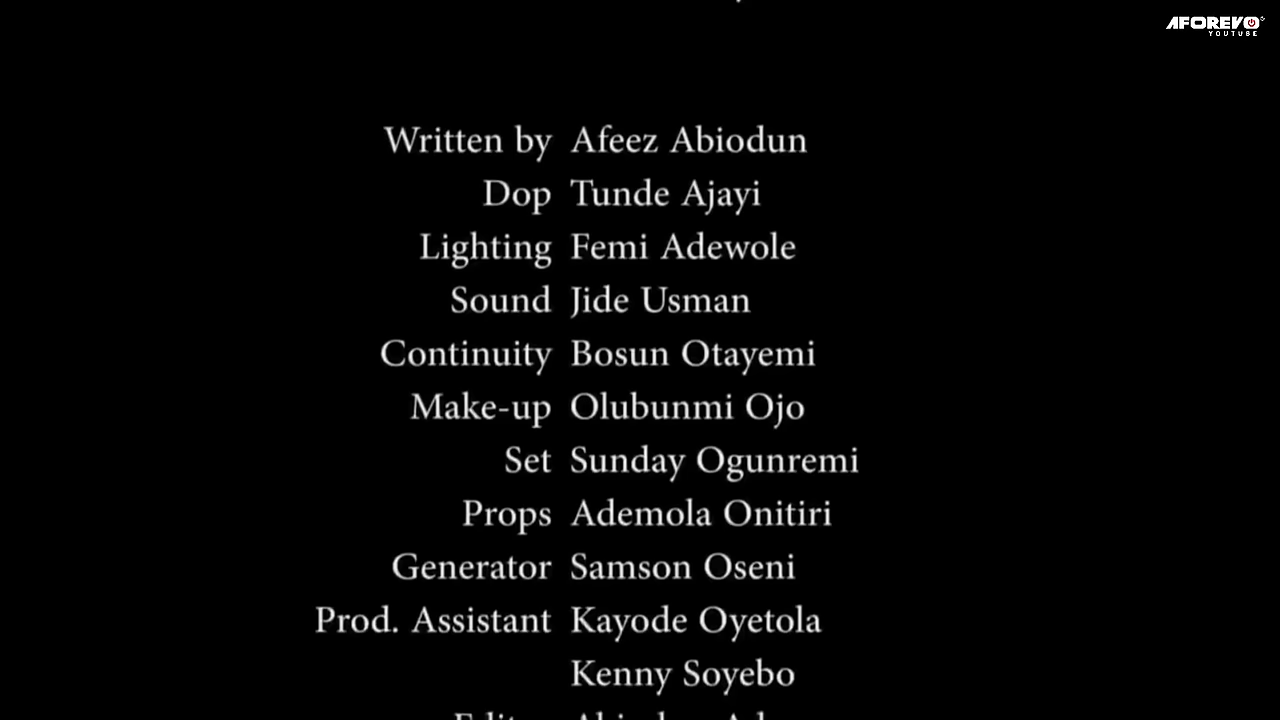 AFOREVO
YOUTUBE
Written by Afeez Abiodun
Dop Tunde Ajayi
Lighting Femi Adewole
Sound Jide Usman
Continuity Bosun Otayemi
Make-up Olubunmi Ojo
Set Sunday Ogunremi
Props Ademola Onitiri
Generator Samson Oseni
Prod. Assistant Kayode Oyetola
Kenny Soyebo